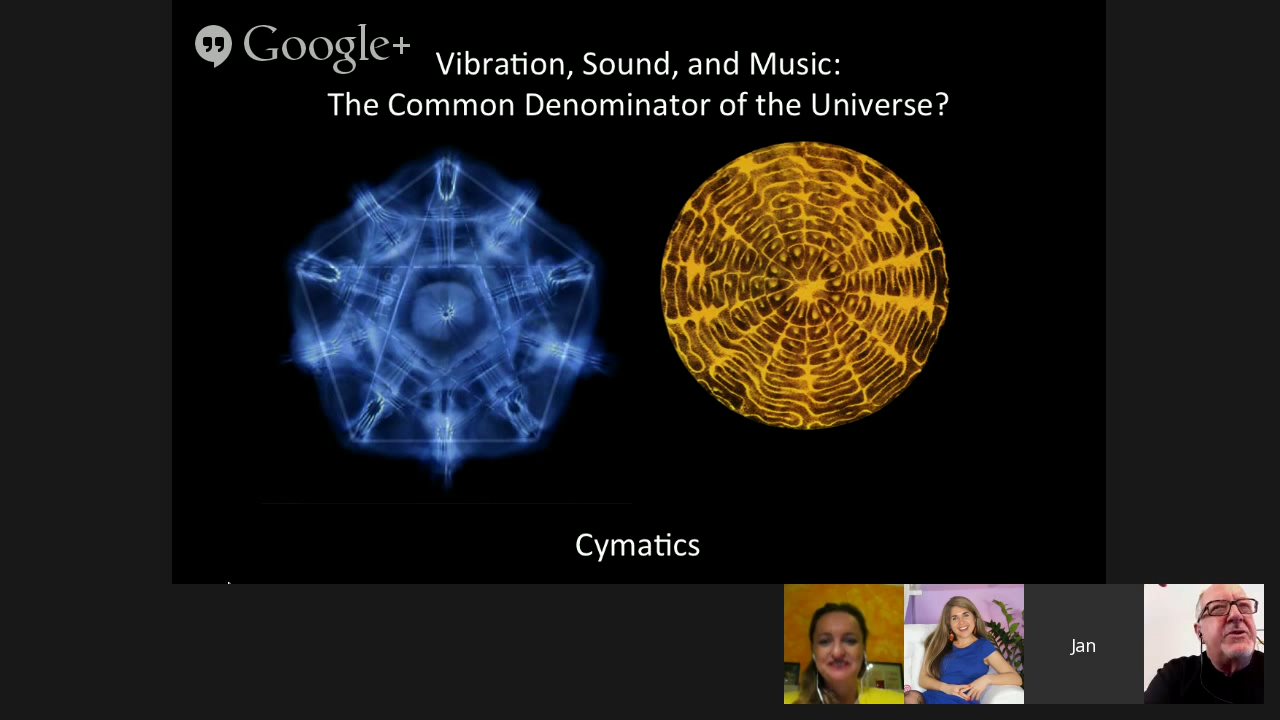 Google+
Vibration, Sound, and Music:
The Common Denominator of the Universe?
Cymatics
Jan